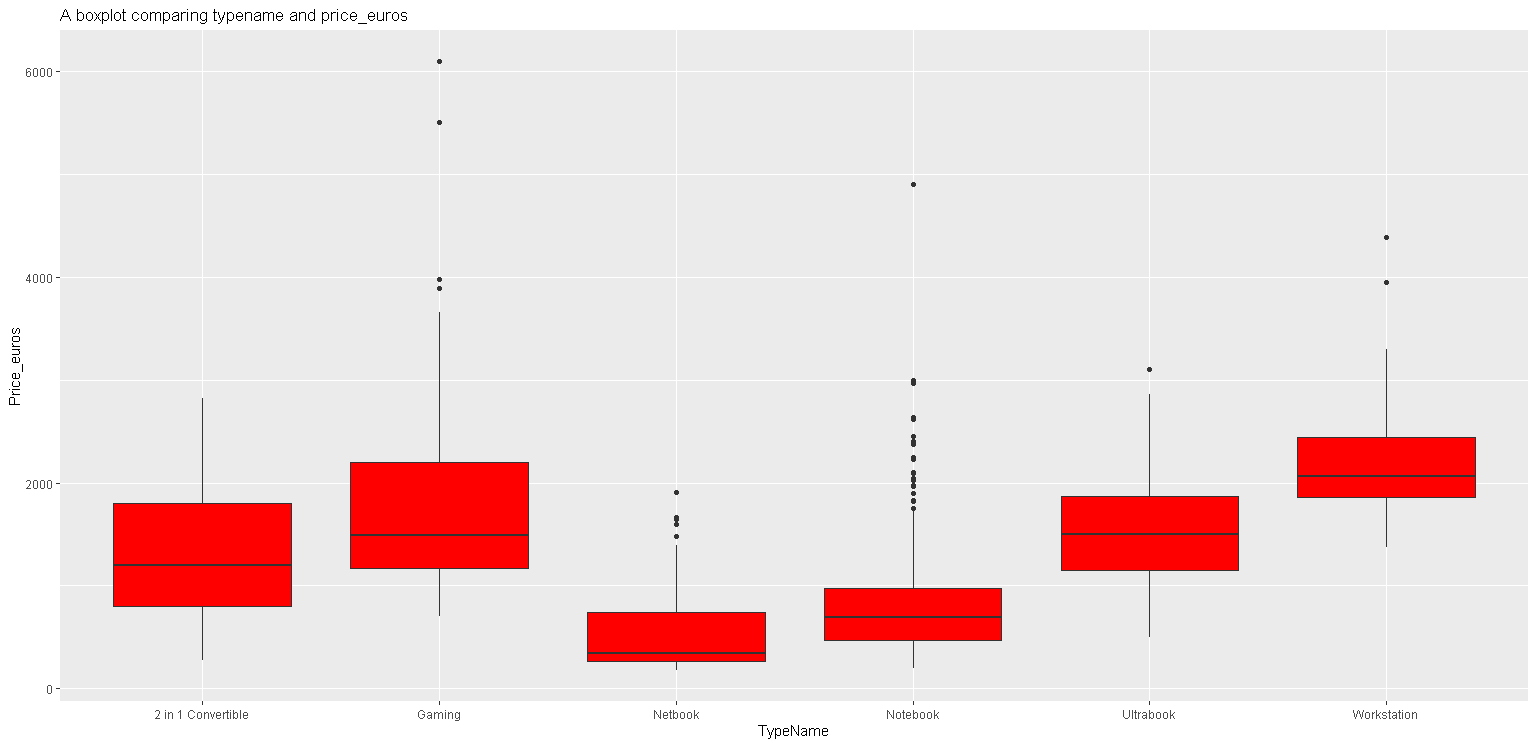 A boxplot comparing typename and price_euros
Price_euros
6000
4000
2000
0
2 in 1 Convertible
Gaming
Netbook
Notebook
Ultrabook
Workstation
TypeName